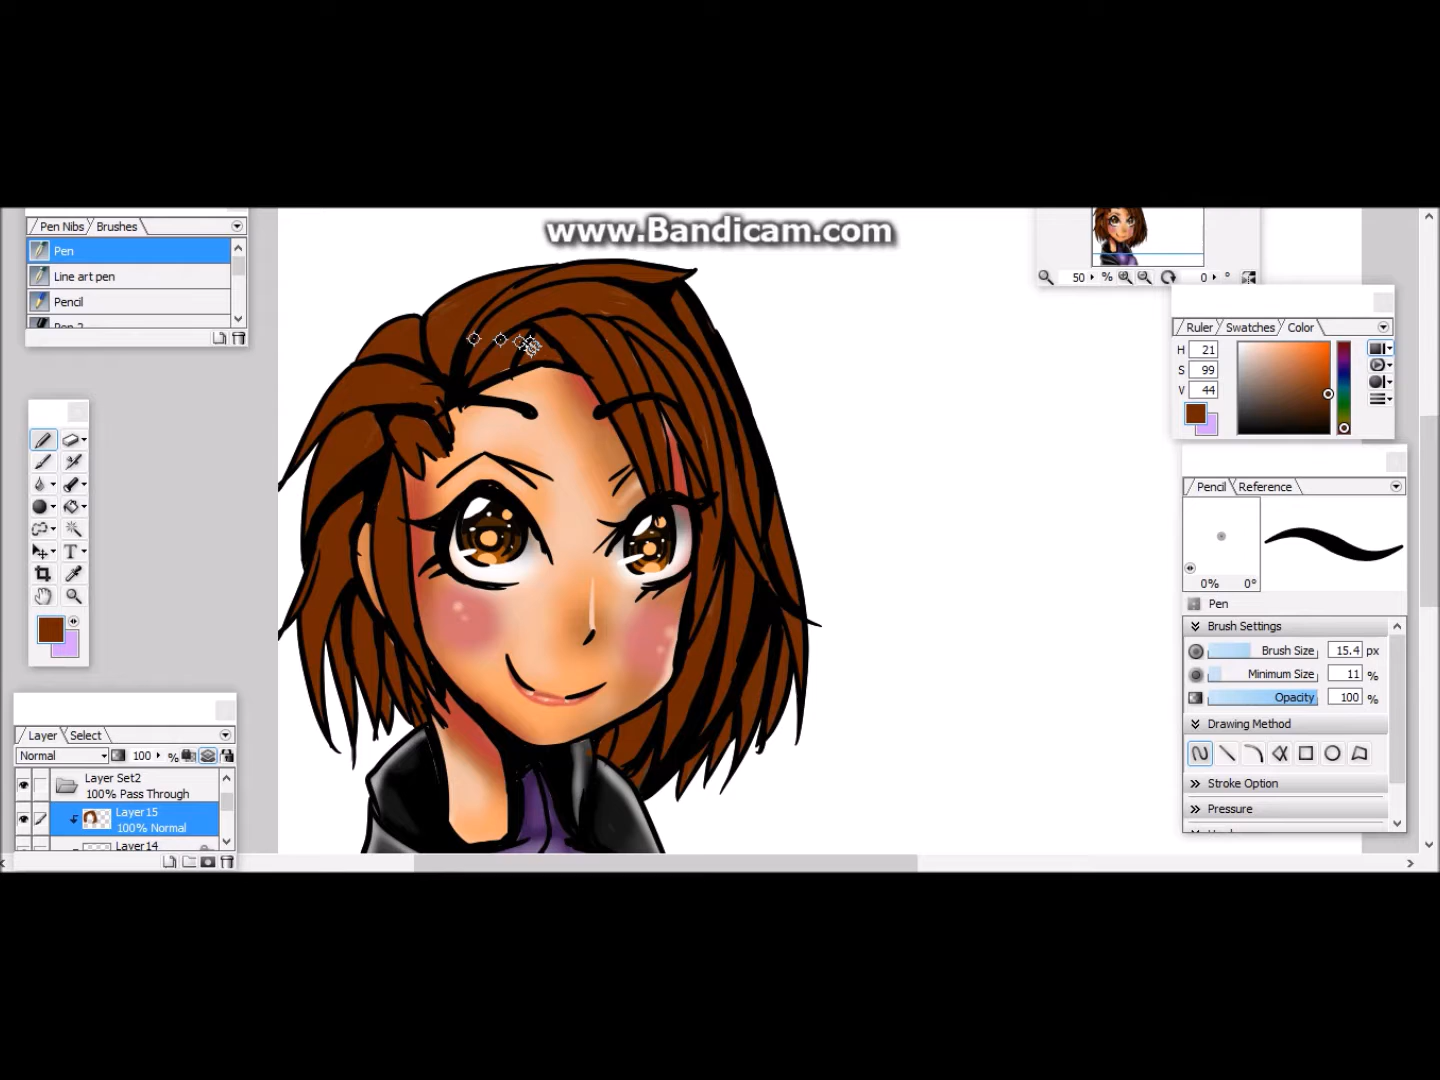 www.Bandicam.com
Pen Nibs Brushes
Pen
Line art pen
Pencil
Pen 2
50 % 0 °
Ruler Swatches Color
H 21
S 99
V 44
Pencil Reference
0% 0°
Pen
Brush Settings
Brush Size 15.4 px
Minimum Size 11 %
Opacity 100 %
Drawing Method
Stroke Option
Pressure
T
Layer Select
Normal 100 %
Layer Set2
100% Pass Through
Layer15
100% Normal
Layer14